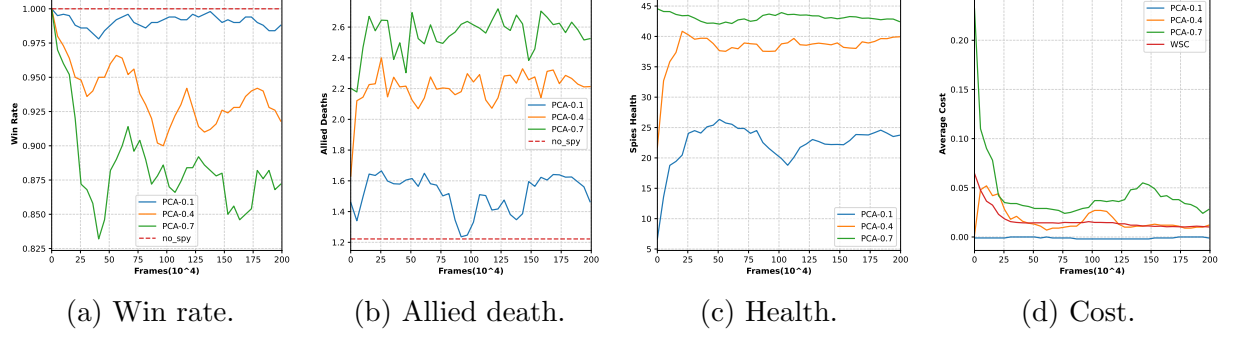 1.000
0.975
0.950
0.925
0.900
0.875
0.850
0.825
Win Rate
0 25 50 75 100 125 150 175 200
Frames(10^4)
PCA-0.1
PCA-0.4
PCA-0.7
no_spy
(a) Win rate.
2.6
2.4
2.2
2.0
1.8
1.6
1.4
1.2
Allied Deaths
0 25 50 75 100 125 150 175 200
Frames(10^4)
PCA-0.1
PCA-0.4
PCA-0.7
no_spy
(b) Allied death.
45
40
35
30
25
20
15
10
5
Spies Health
0 25 50 75 100 125 150 175 200
Frames(10^4)
PCA-0.1
PCA-0.4
PCA-0.7
(c) Health.
0.20
0.15
0.10
0.05
0.00
Average Cost
0 25 50 75 100 125 150 175 200
Frames(10^4)
PCA-0.1
PCA-0.4
PCA-0.7
WSC
(d) Cost.